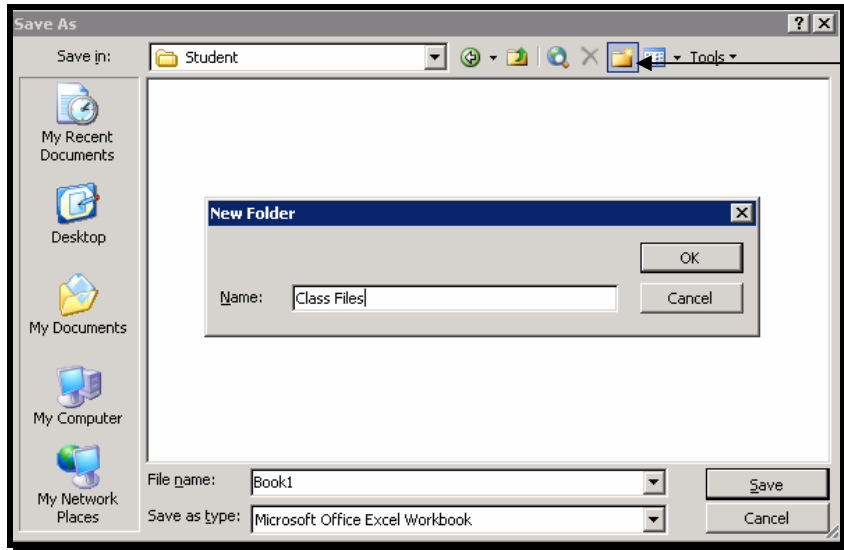 Save As
Save in:
Student
Tools
My Recent
Documents
Desktop
My Documents
My Computer
My Network
Places
New Folder
OK
Name:
Class Files
Cancel
File name:
Book1
Save
Save as type:
Microsoft Office Excel Workbook
Cancel